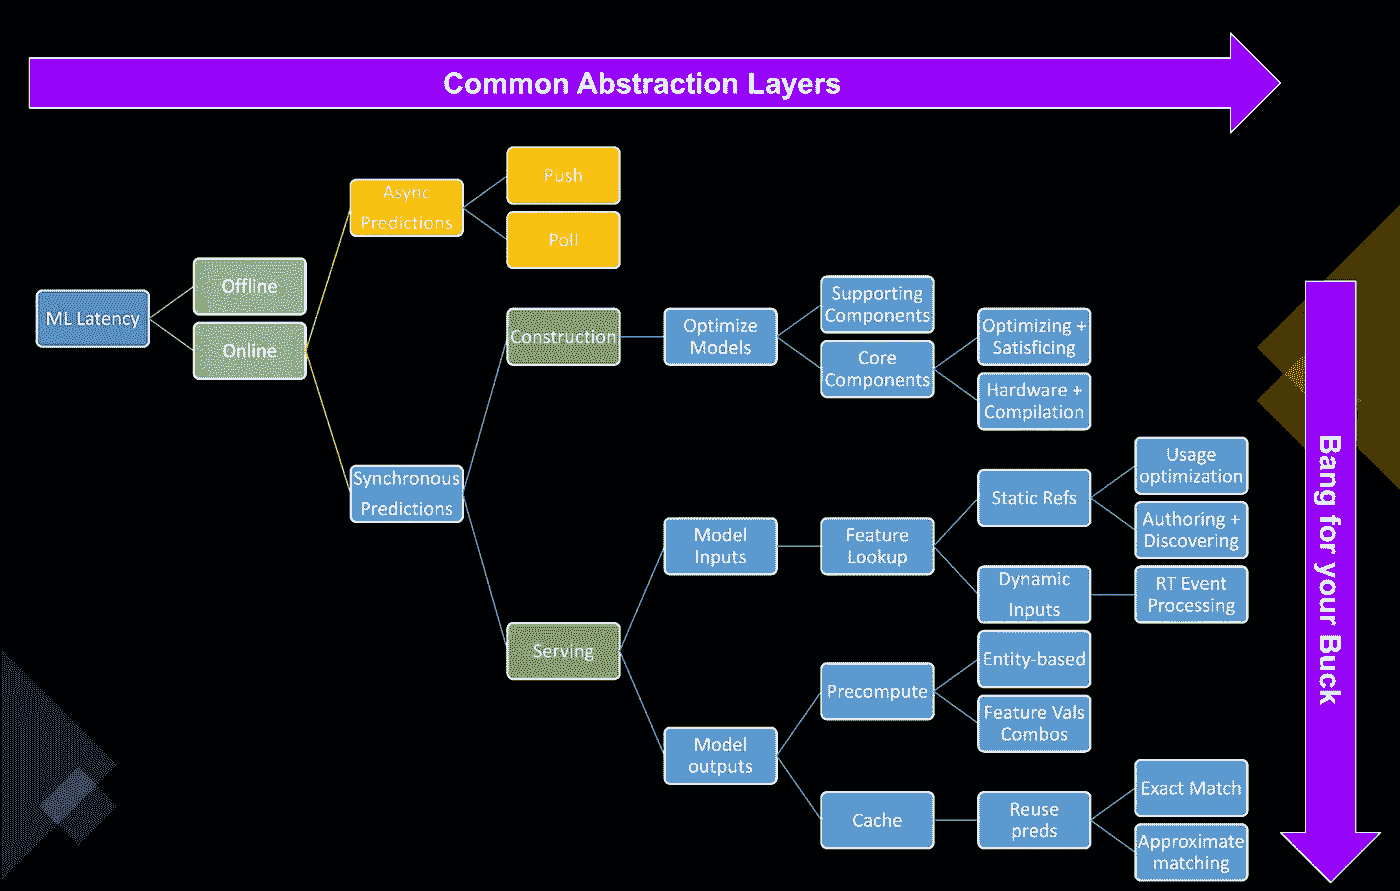 Common Abstraction Layers
Push
Async
Predictions
Poll
Offline
ML Latency
Online
Construction
Optimize
Models
Supporting
Components
Core
Components
Optimizing +
Satisficing
Hardware +
Compilation
Synchronous
Predictions
Serving
Model
Inputs
Feature
Lookup
Static Refs
Usage
optimization
Authoring +
Discovering
Dynamic
Inputs
RT Event
Processing
Model
outputs
Precompute
Entity-based
Feature Vals
Combos
Cache
Reuse
preds
Exact Match
Approximate
matching
Bang for your Buck